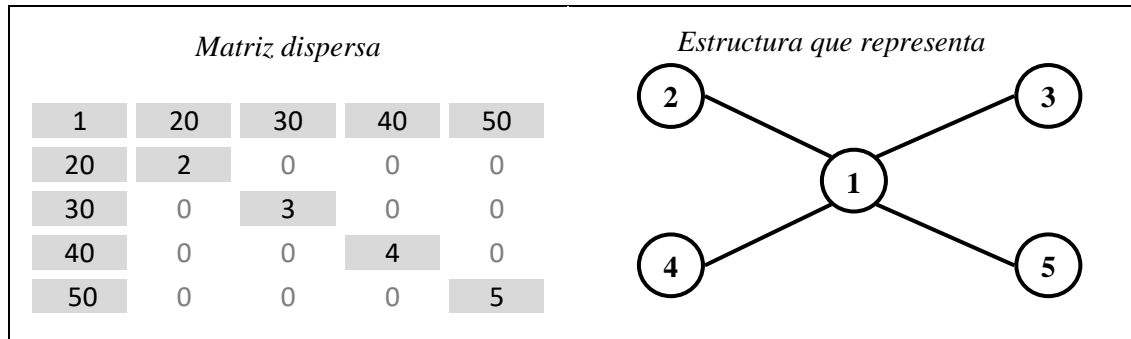 Matriz dispersa
1 20 30 40 50
20 2 0 0 0
30 0 3 0 0
40 0 0 4 0
50 0 0 0 5
Estructura que representa
2 3
1
4 5